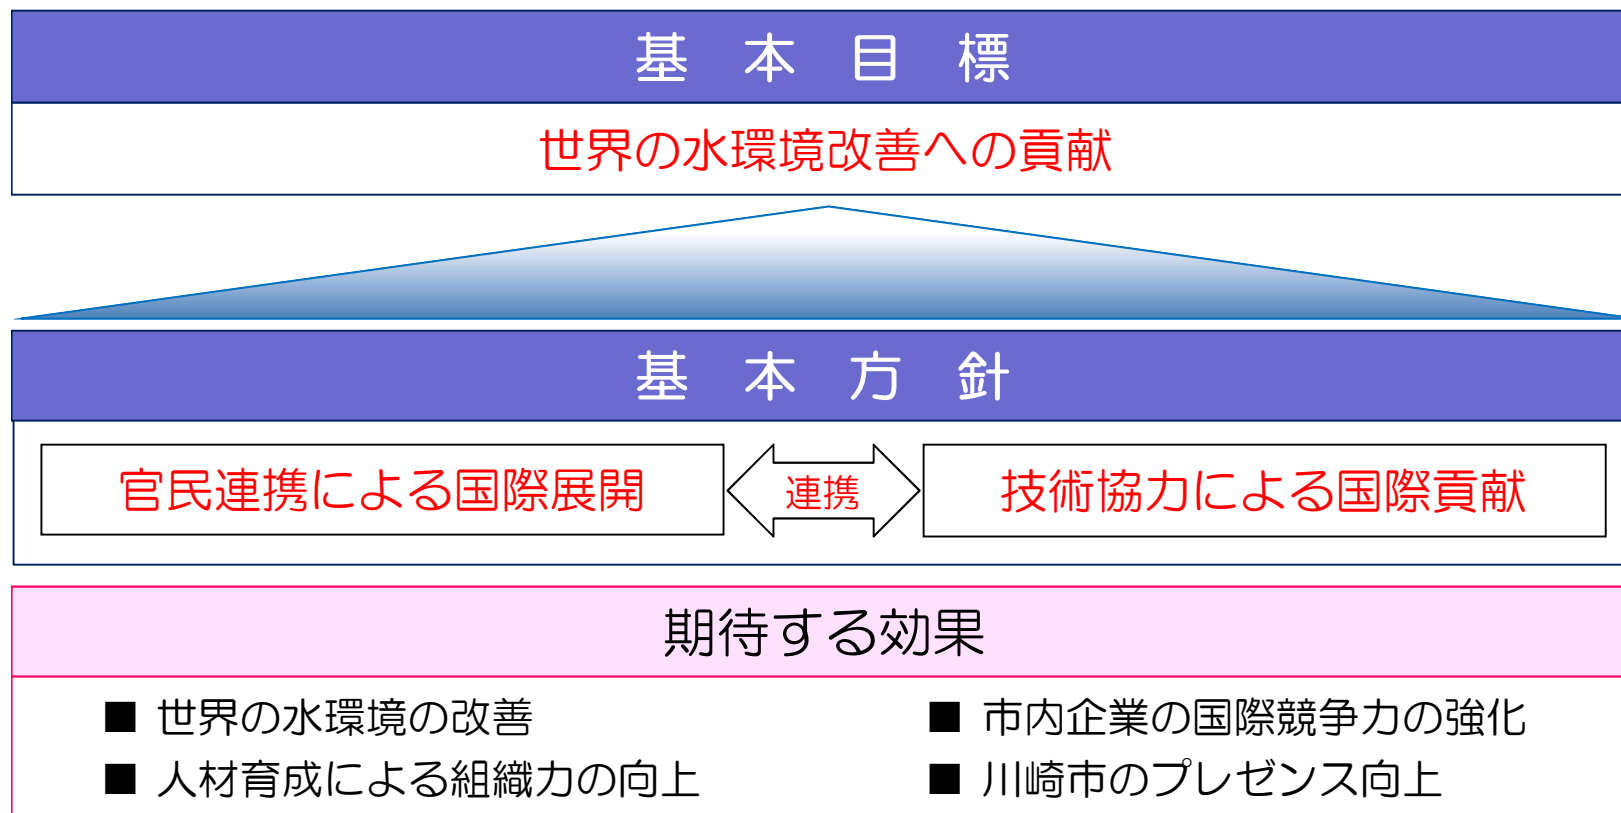 基本目標
世界の水環境改善への貢献
基本方針
官民連携による国際展開
連携
技術協力による国際貢献
期待する効果
■ 世界の水環境の改善
■ 市内企業の国際競争力の強化
■ 人材育成による組織力の向上
■ 川崎市のプレゼンス向上